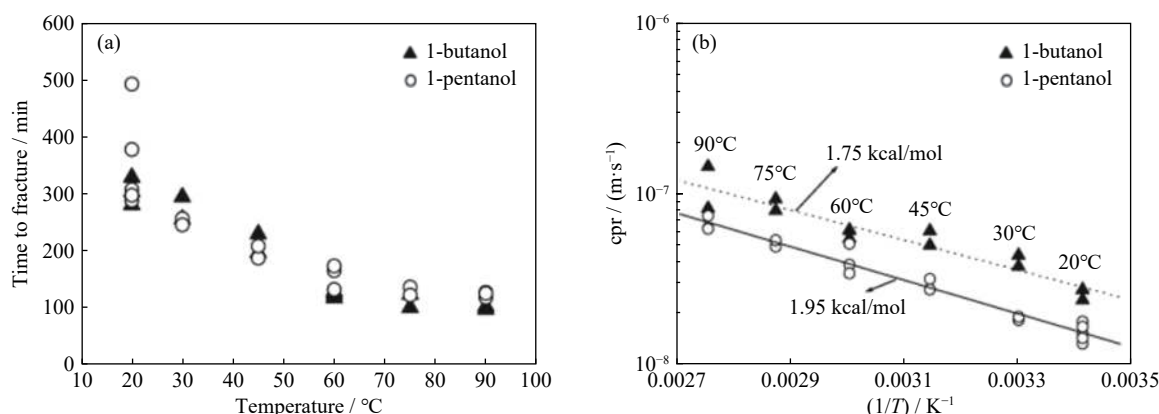 (a)
1-butanol
1-pentanol
Time to fracture / min
600
500
400
300
200
100
0
10 20 30 40 50 60 70 80 90 100
Temperature / °C
(b)
1-butanol
1-pentanol
cpr / (m·s⁻¹)
10⁻⁶
10⁻⁷
10⁻⁸
90°C
75°C
60°C
45°C
30°C
20°C
1.75 kcal/mol
1.95 kcal/mol
0.0027 0.0029 0.0031 0.0033 0.0035
(1/T) / K⁻¹